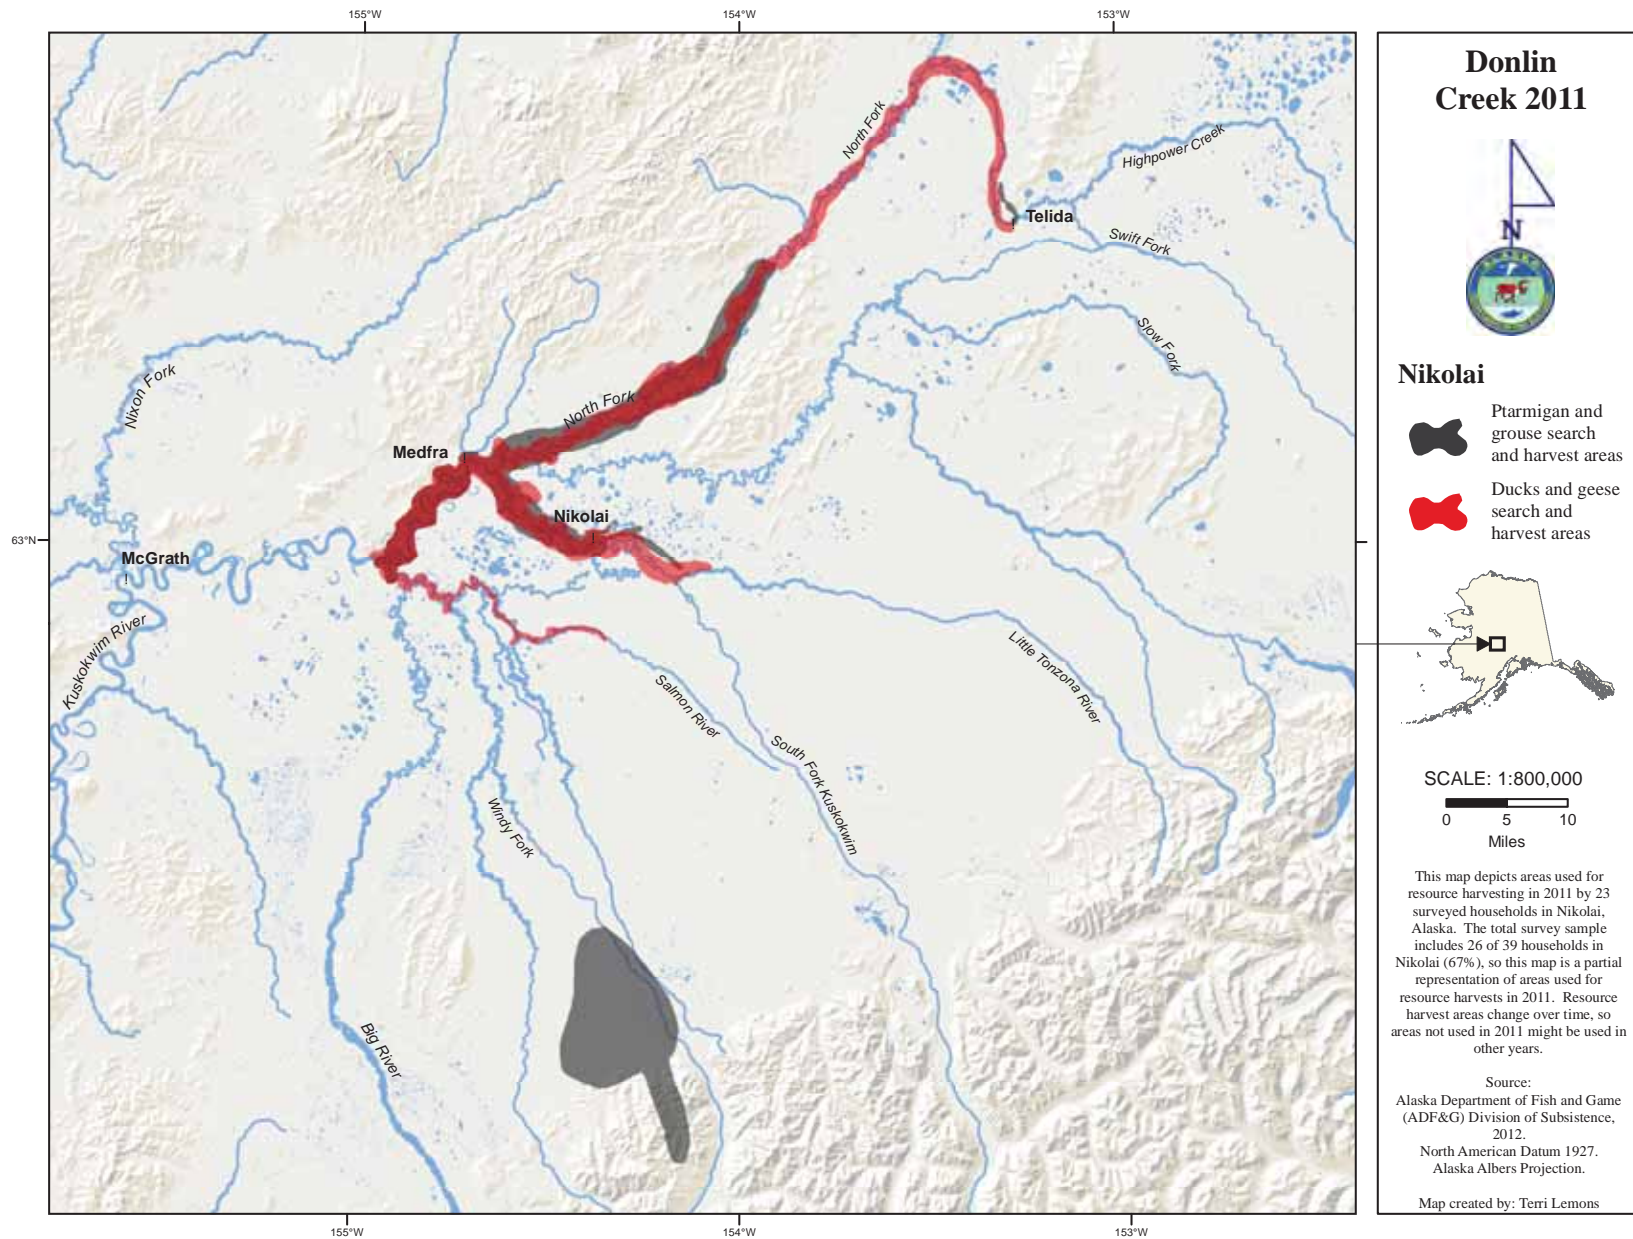 155°W
154°W
153°W
North Fork
Highpower Creek
Telida
Swift Fork
Slow Fork
Nixon Fork
North Fork
Medfra
Nikolai
63°N
McGrath
Kuskokwim River
Little Tonzona River
Salmon River
South Fork Kuskokwim
Windy Fork
Big River
155°W
154°W
153°W
Donlin
Creek 2011
N
Nikolai
Ptarmigan and
grouse search
and harvest areas
Ducks and geese
search and
harvest areas
SCALE: 1:800,000
0 5 10
Miles
This map depicts areas used for
resource harvesting in 2011 by 23
surveyed households in Nikolai,
Alaska. The total survey sample
includes 26 of 39 households in
Nikolai (67%), so this map is a partial
representation of areas used for
resource harvests in 2011. Resource
harvest areas change over time, so
areas not used in 2011 might be used in
other years.
Source:
Alaska Department of Fish and Game
(ADF&G) Division of Subsistence,
2012.
North American Datum 1927.
Alaska Albers Projection.
Map created by: Terri Lemons